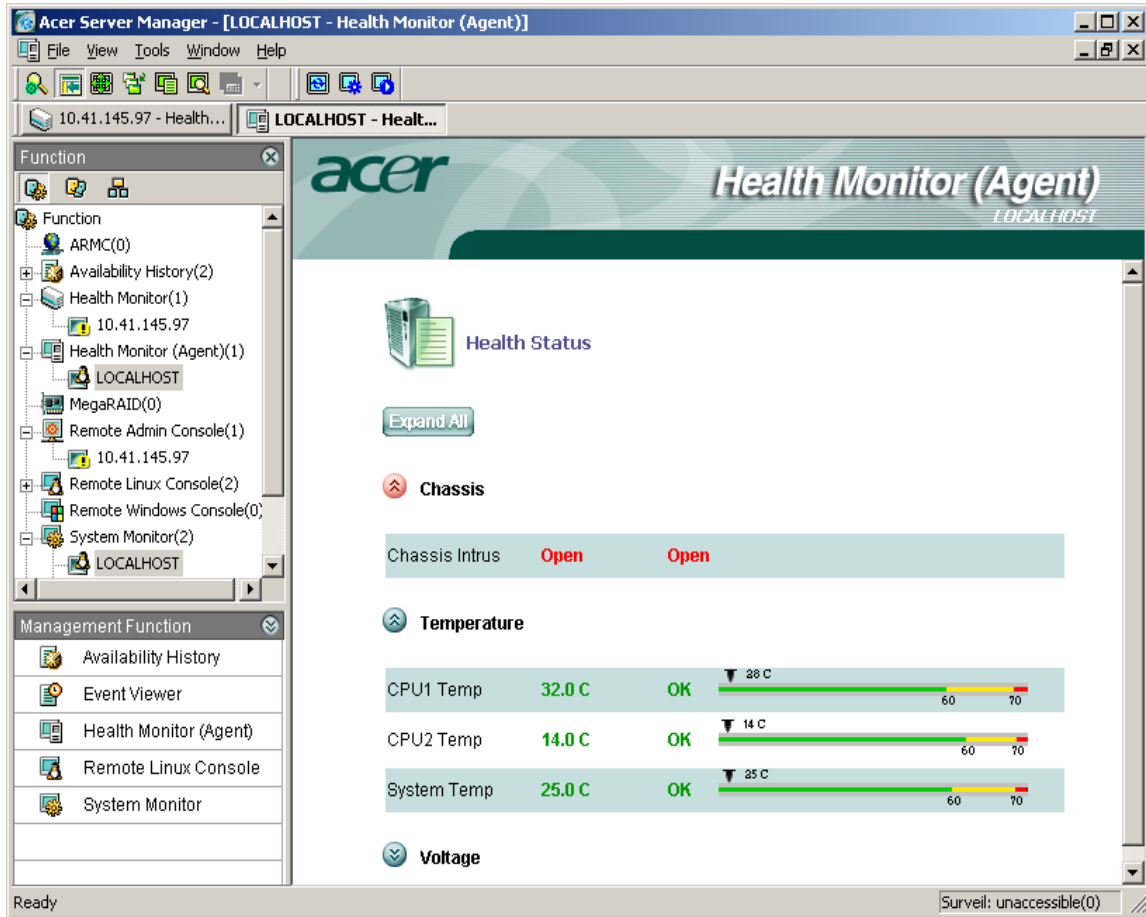 Acer Server Manager - [LOCALHOST - Health Monitor (Agent)]
File View Tools Window Help
10.41.145.97 - Health... LOCALHOST - Healt...
Function
Function
ARMC(0)
Availability History(2)
Health Monitor(1)
10.41.145.97
Health Monitor (Agent)(1)
LOCALHOST
MegaRAID(0)
Remote Admin Console(1)
10.41.145.97
Remote Linux Console(2)
Remote Windows Console(0)
System Monitor(2)
LOCALHOST
Management Function
Availability History
Event Viewer
Health Monitor (Agent)
Remote Linux Console
System Monitor
acer
Health Monitor (Agent)
LOCALHOST
Health Status
Expand All
Chassis
Chassis Intrus Open Open
Temperature
CPU1 Temp 32.0 C OK 28 C
60 70
CPU2 Temp 14.0 C OK 14 C
60 70
System Temp 25.0 C OK 25 C
60 70
Voltage
Ready Surveil: unaccessible(0)